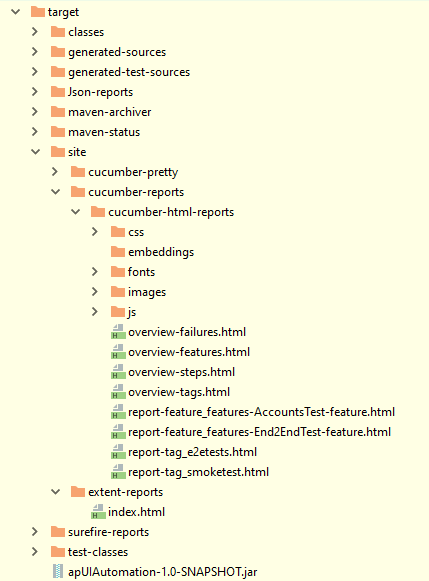 target
classes
generated-sources
generated-test-sources
Json-reports
maven-archiver
maven-status
site
cucumber-pretty
cucumber-reports
cucumber-html-reports
css
embeddings
fonts
images
js
overview-failures.html
overview-features.html
overview-steps.html
overview-tags.html
report-feature_features-AccountsTest-feature.html
report-feature_features-End2EndTest-feature.html
report-tag_e2etests.html
report-tag_smoketest.html
extent-reports
index.html
surefire-reports
test-classes
apUIAutomation-1.0-SNAPSHOT.jar